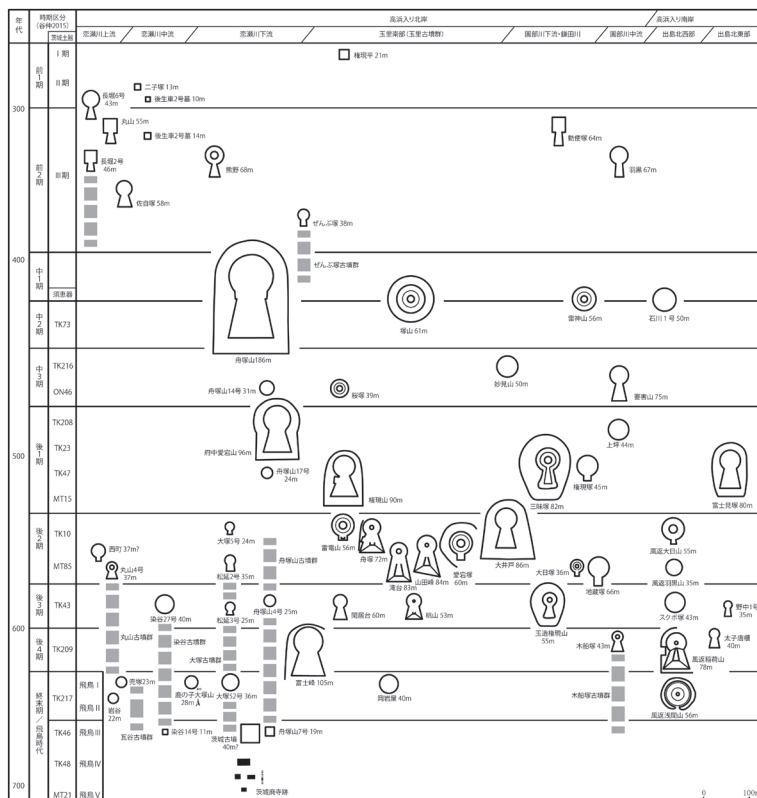 年代
時期区分
(谷仲2015)
茨城土器
高浜入り北岸
高浜入り南岸
恋瀬川上流
恋瀬川中流
恋瀬川下流
玉里南部(玉里古墳群)
園部川下流・鎌田川
園部川中流
出島北西部
出島北東部
前1期
Ⅰ期
Ⅱ期
権現平 21m
二子塚 13m
後生車2号墓 10m
長堀6号
43m
300
前2期
Ⅲ期
丸山 55m
後生車2号墓 14m
長堀2号
46m
佐自塚 58m
熊野 68m
勅使塚 64m
羽黒 67m
ぜんぶ塚 38m
ぜんぶ塚古墳群
400
中1期
須恵器
中2期
TK73
舟塚山186m
塚山 61m
雷神山 56m
石川1号 50m
中3期
TK216
ON46
舟塚山14号 31m
桜塚 39m
妙見山 50m
要害山 75m
後1期
TK208
TK23
TK47
MT15
500
府中愛宕山 96m
舟塚山17号
24m
権現山 90m
三昧塚 82m
権現塚 45m
上坪 44m
富士見塚 80m
後2期
TK10
MT85
西町 37m?
丸山4号
37m
大塚5号 24m
松延2号 35m
舟塚山古墳群
雷電山 56m
舟塚 72m
滝台 83m
山田峰 84m
愛宕塚
60m
大井戸 86m
大日塚 36m
地蔵塚 66m
風返大日山 55m
風返羽黒山 35m
後3期
TK43
染谷27号 40m
松延3号 25m
舟塚山4号 25m
閑居台 60m
桃山 53m
玉造権現山
55m
スクボ塚 43m
野中1号
35m
600
後4期
TK209
丸山古墳群
染谷古墳群
大塚古墳群
富士峰 105m
木船塚 43m
風返稲荷山
78m
太子唐櫃
40m
終末期/飛鳥時代
TK217
飛鳥Ⅰ
飛鳥Ⅱ
兜塚23m
岩谷
22m
瓦谷古墳群
鹿の子大塚山
28m
大塚52号 36m
岡岩屋 40m
木船塚古墳群
風返浅間山 56m
TK46
飛鳥Ⅲ
染谷14号 11m
茨城古墳
40m?
舟塚山7号 19m
TK48
飛鳥Ⅳ
700
MT21
飛鳥Ⅴ
茨城廃寺跡
0
100m